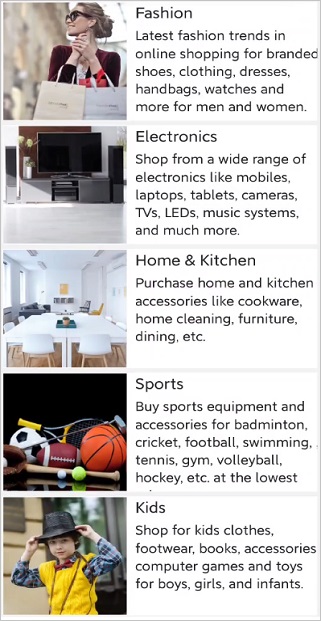 Fashion
Latest fashion trends in
online shopping for branded
shoes, clothing, dresses,
handbags, watches and
more for men and women.
Electronics
Shop from a wide range of
electronics like mobiles,
laptops, tablets, cameras,
TVs, LEDs, music systems,
and much more.
Home & Kitchen
Purchase home and kitchen
accessories like cookware,
home cleaning, furniture,
dining, etc.
Sports
Buy sports equipment and
accessories for badminton,
cricket, football, swimming,
tennis, gym, volleyball,
hockey, etc. at the lowest
Kids
Shop for kids clothes,
footwear, books, accessories
computer games and toys
for boys, girls, and infants.